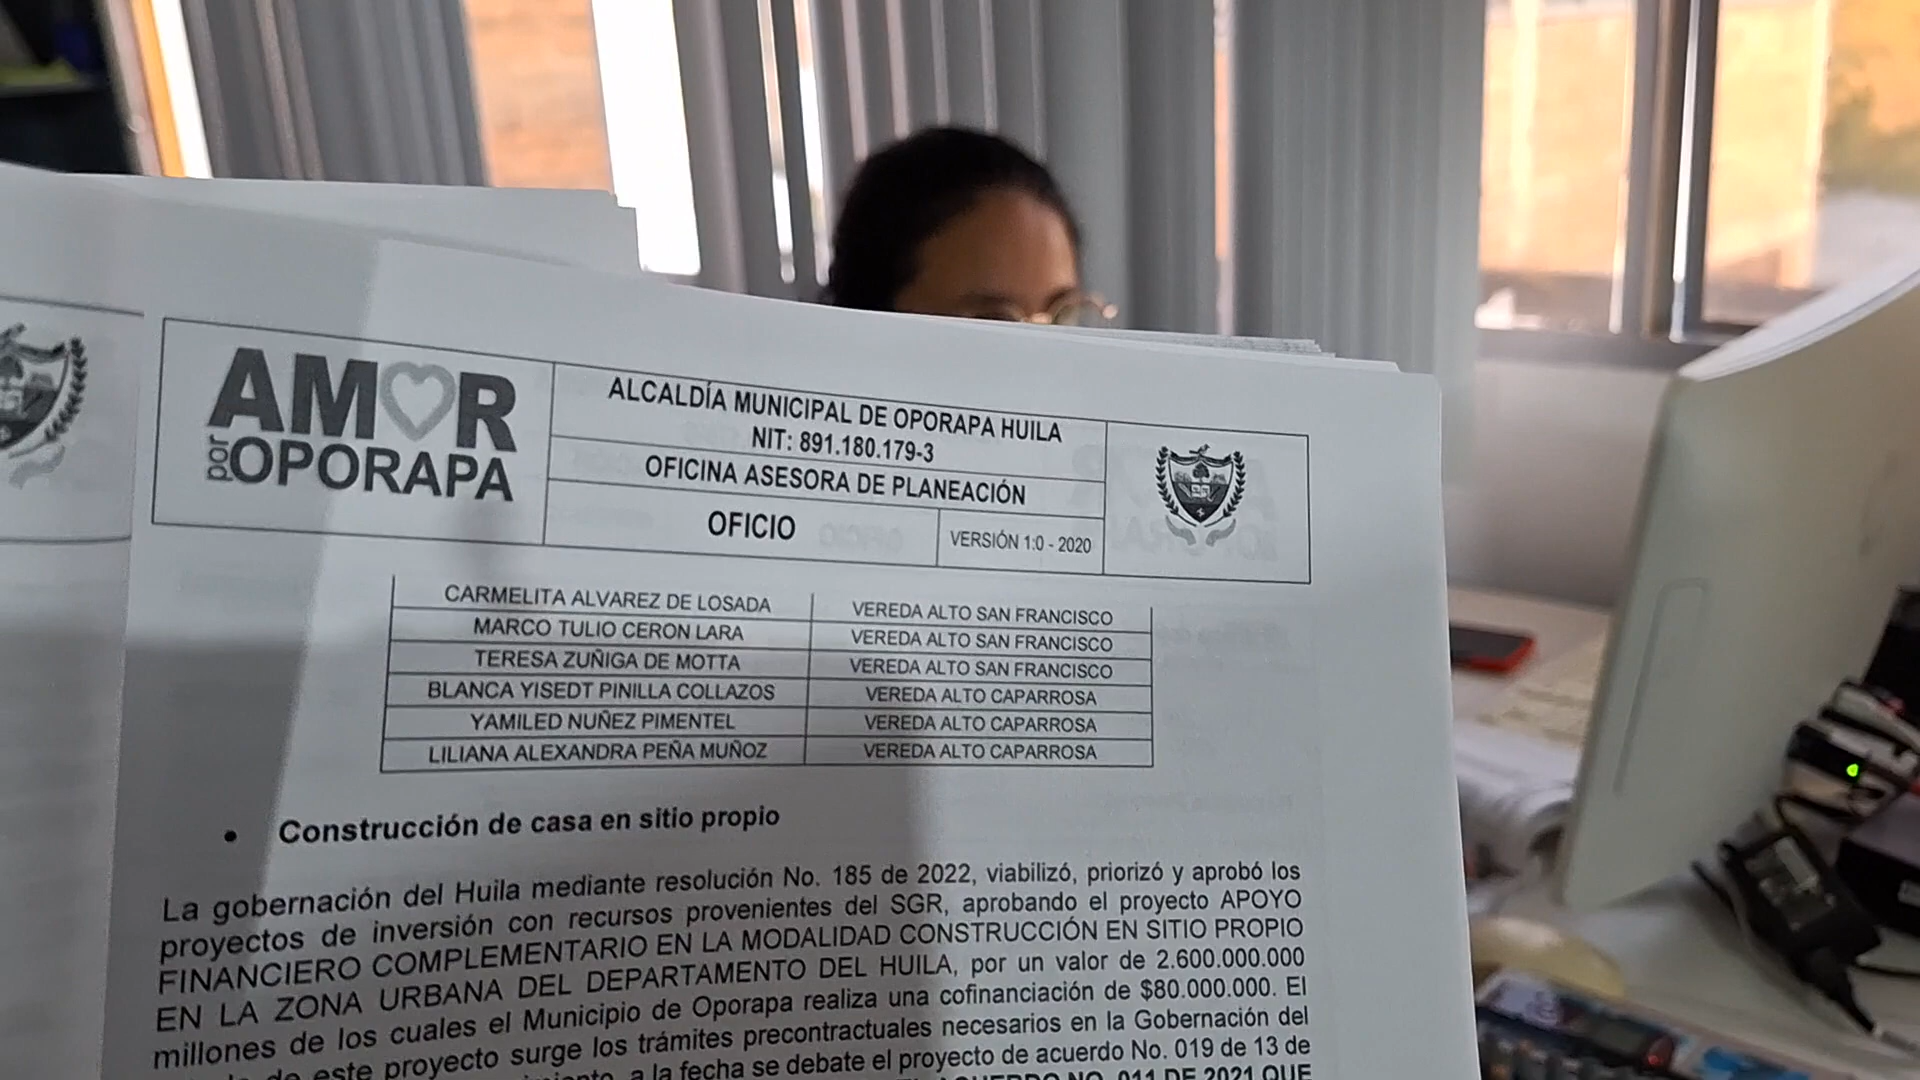 AMOR
por OPORAPA
ALCALDÍA MUNICIPAL DE OPORAPA HUILA
NIT: 891.180.179-3
OFICINA ASESORA DE PLANEACIÓN
OFICIO
VERSIÓN 1:0 - 2020
CARMELITA ALVAREZ DE LOSADA VEREDA ALTO SAN FRANCISCO
MARCO TULIO CERON LARA VEREDA ALTO SAN FRANCISCO
TERESA ZUÑIGA DE MOTTA VEREDA ALTO SAN FRANCISCO
BLANCA YISEDT PINILLA COLLAZOS VEREDA ALTO CAPARROSA
YAMILED NUÑEZ PIMENTEL VEREDA ALTO CAPARROSA
LILIANA ALEXANDRA PEÑA MUÑOZ VEREDA ALTO CAPARROSA
• Construcción de casa en sitio propio
La gobernación del Huila mediante resolución No. 185 de 2022, viabilizó, priorizó y aprobó los
proyectos de inversión con recursos provenientes del SGR, aprobando el proyecto APOYO
FINANCIERO COMPLEMENTARIO EN LA MODALIDAD CONSTRUCCIÓN EN SITIO PROPIO
EN LA ZONA URBANA DEL DEPARTAMENTO DEL HUILA, por un valor de 2.600.000.000
millones de los cuales el Municipio de Oporapa realiza una cofinanciación de $80.000.000. El
de este proyecto surge los trámites precontractuales necesarios en la Gobernación del
a la fecha se debate el proyecto de acuerdo No. 019 de 13 de
ACUERDO NO. 011 DE 2021 QUE